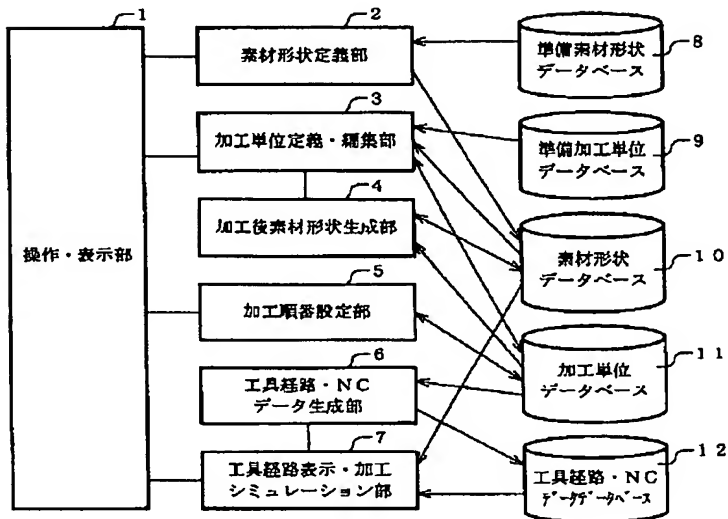 1
操作・表示部
2
素材形状定義部
3
加工単位定義・編集部
4
加工後素材形状生成部
5
加工順番設定部
6
工具経路・NC
データ生成部
7
工具経路表示・加工
シミュレーション部
準備素材形状
データベース
8
準備加工単位
データベース
9
素材形状
データベース
10
加工単位
データベース
11
工具経路・NC
データデータベース
12